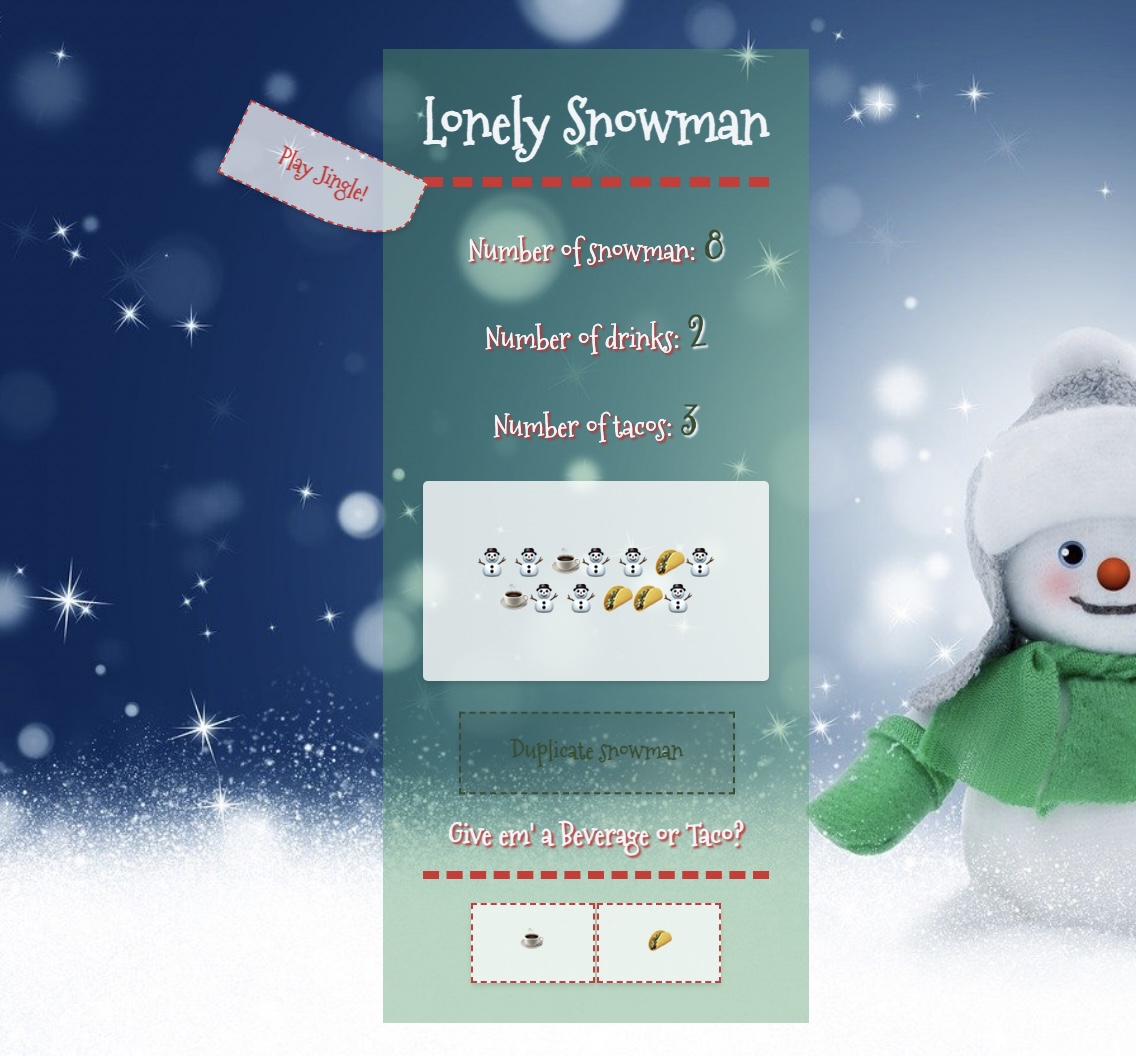 Lonely Snowman
Play Jingle!
Number of snowman: 8
Number of drinks: 2
Number of tacos: 3
Duplicate snowman
Give em' a Beverage or Taco?